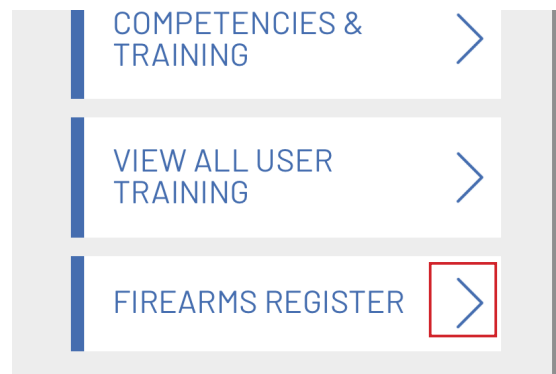 COMPETENCIES &
TRAINING
VIEW ALL USER
TRAINING
FIREARMS REGISTER